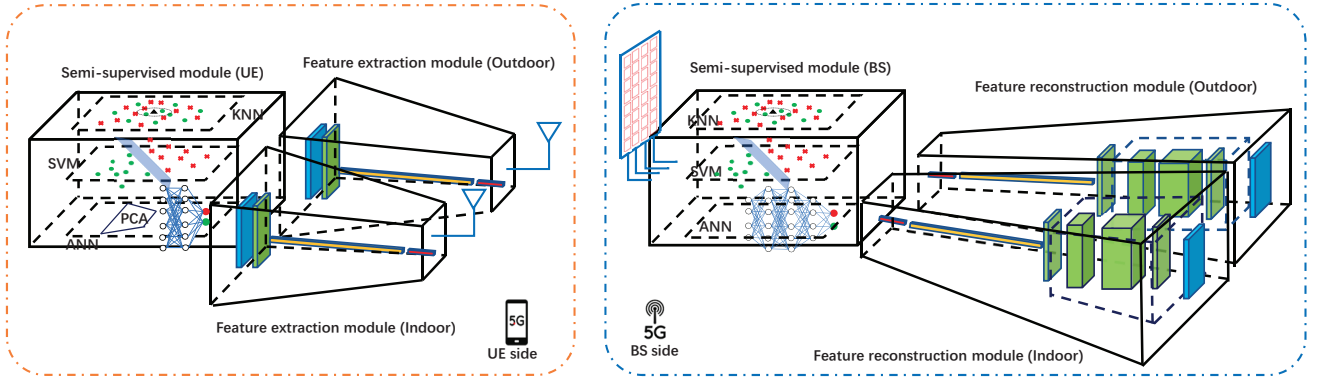 Semi-supervised module (UE)
Feature extraction module (Outdoor)
KNN
SVM
PCA
ANN
Feature extraction module (Indoor)
5G
UE side
Semi-supervised module (BS)
Feature reconstruction module (Outdoor)
KNN
SVM
ANN
5G
BS side
Feature reconstruction module (Indoor)